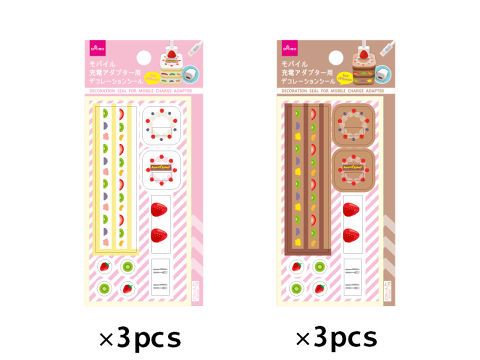 DAISO
モバイル
充電アダプター用
デコレーションシール
DECORATION SEAL FOR MOBILE CHARGE ADAPTER
×3pcs
DAISO
モバイル
充電アダプター用
デコレーションシール
DECORATION SEAL FOR MOBILE CHARGE ADAPTER
×3pcs